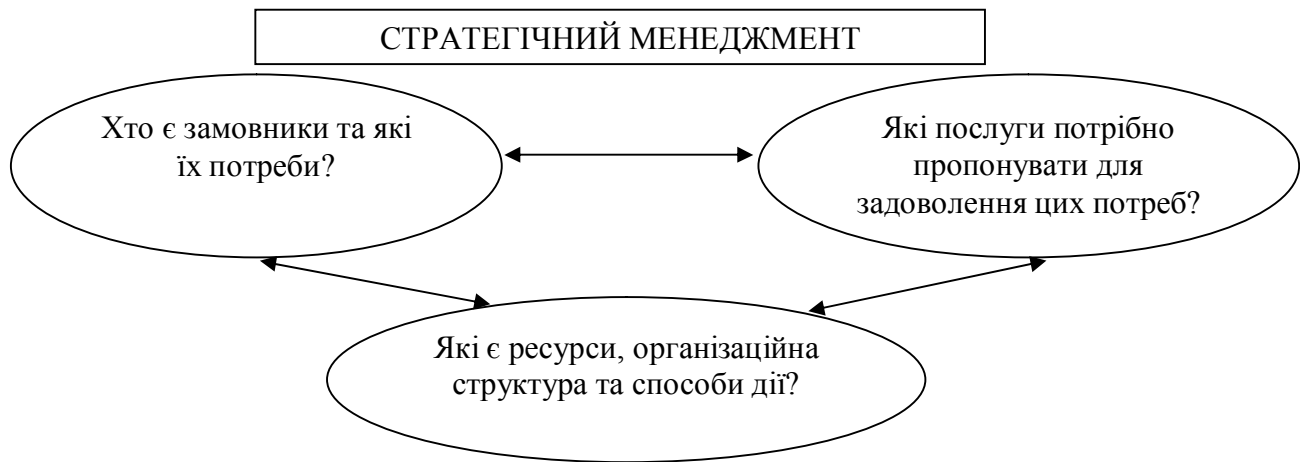 СТРАТЕГІЧНИЙ МЕНЕДЖМЕНТ
Хто є замовники та які
їх потреби?
Які послуги потрібно
пропонувати для
задоволення цих потреб?
Які є ресурси, організаційна
структура та способи дії?